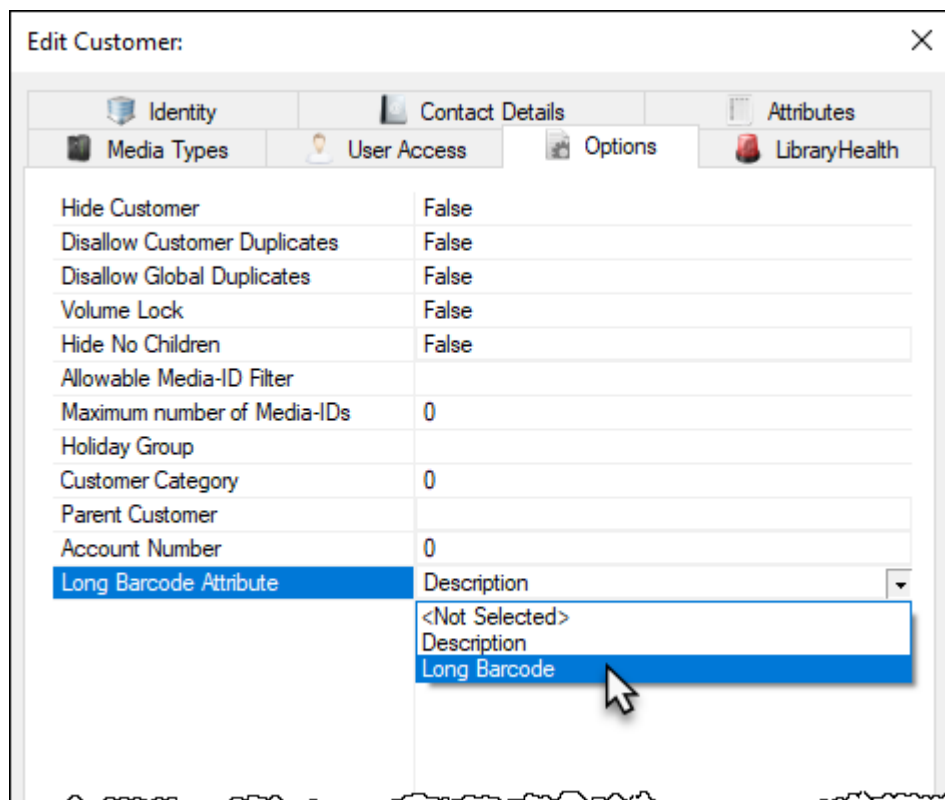 Edit Customer:
Identity Contact Details Attributes
Media Types User Access Options LibraryHealth
Hide Customer False
Disallow Customer Duplicates False
Disallow Global Duplicates False
Volume Lock False
Hide No Children False
Allowable Media-ID Filter
Maximum number of Media-IDs 0
Holiday Group
Customer Category 0
Parent Customer
Account Number 0
Long Barcode Attribute Description
<Not Selected>
Description
Long Barcode